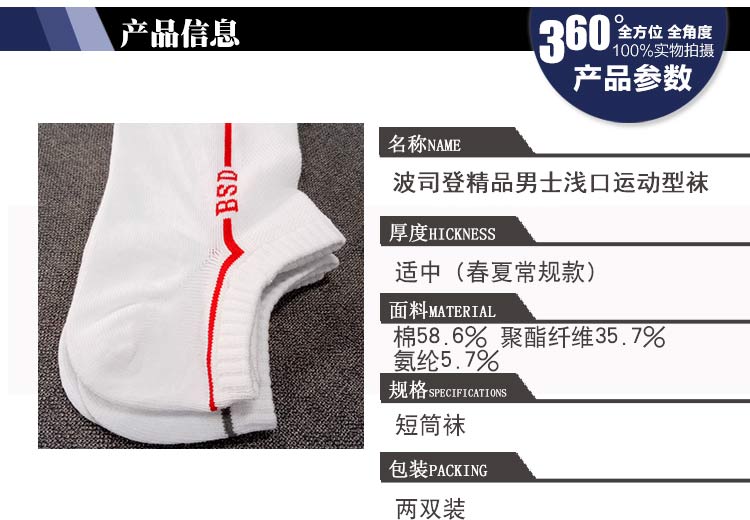 产品信息
360°全方位 全角度
100%实物拍摄
产品参数
BSD
名称NAME
波司登精品男士浅口运动型袜
厚度HICKNESS
适中（春夏常规款）
面料MATERIAL
棉58.6% 聚酯纤维35.7%
氨纶5.7%
规格SPECIFICATIONS
短筒袜
包装PACKING
两双装